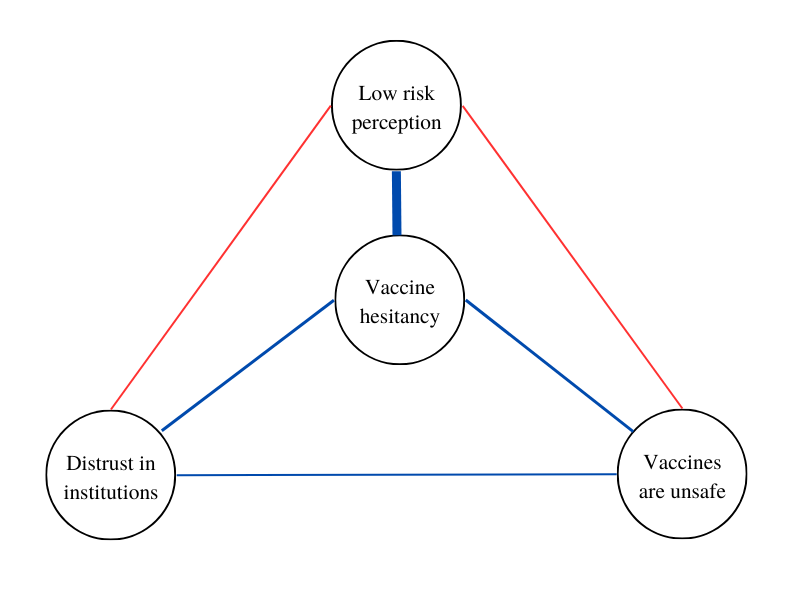 Low risk
perception
Vaccine
hesitancy
Distrust in
institutions
Vaccines
are unsafe